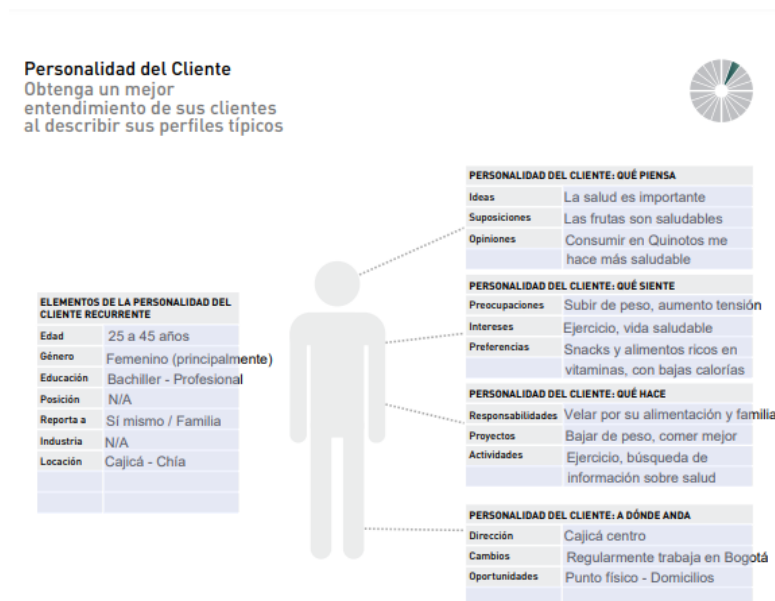 Personalidad del Cliente
Obtenga un mejor
entendimiento de sus clientes
al describir sus perfiles típicos
PERSONALIDAD DEL CLIENTE: QUÉ PIENSA
Ideas La salud es importante
Suposiciones Las frutas son saludables
Opiniones Consumir en Quinotos me
hace más saludable
PERSONALIDAD DEL CLIENTE: QUÉ SIENTE
Preocupaciones Subir de peso, aumento tensión
Intereses Ejercicio, vida saludable
Preferencias Snacks y alimentos ricos en
vitaminas, con bajas calorías
PERSONALIDAD DEL CLIENTE: QUÉ HACE
Responsabilidades Velar por su alimentación y familia
Proyectos Bajar de peso, comer mejor
Actividades Ejercicio, búsqueda de
información sobre salud
PERSONALIDAD DEL CLIENTE: A DÓNDE ANDA
Dirección Cajicá centro
Cambios Regularmente trabaja en Bogotá
Oportunidades Punto físico - Domicilios
ELEMENTOS DE LA PERSONALIDAD DEL
CLIENTE RECURRENTE
Edad 25 a 45 años
Género Femenino (principalmente)
Educación Bachiller - Profesional
Posición N/A
Reporta a Sí mismo / Familia
Industria N/A
Locación Cajicá - Chía